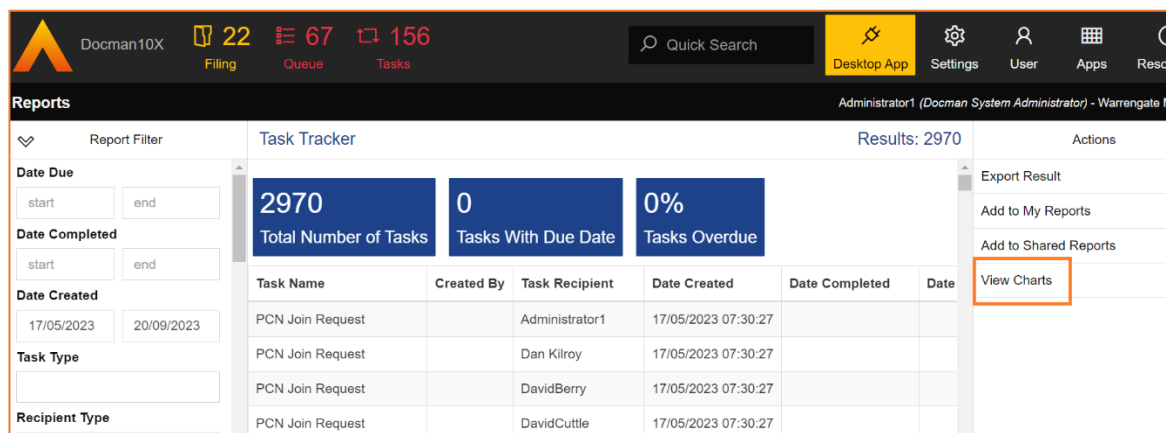 Docman10X 22 67 156 Quick Search
Filing Queue Tasks Desktop App Settings User Apps
Reports Administrator1 (Docman System Administrator) - Warrengate
Report Filter Task Tracker Results: 2970 Actions
Date Due
start end
Date Completed
start end
Date Created
17/05/2023 20/09/2023
Task Type
Recipient Type
2970 0 0%
Total Number of Tasks Tasks With Due Date Tasks Overdue
Task Name Created By Task Recipient Date Created Date Completed Date
PCN Join Request Administrator1 17/05/2023 07:30:27
PCN Join Request Dan Kilroy 17/05/2023 07:30:27
PCN Join Request DavidBerry 17/05/2023 07:30:27
PCN Join Request DavidCuttle 17/05/2023 07:30:27
Export Result
Add to My Reports
Add to Shared Reports
View Charts